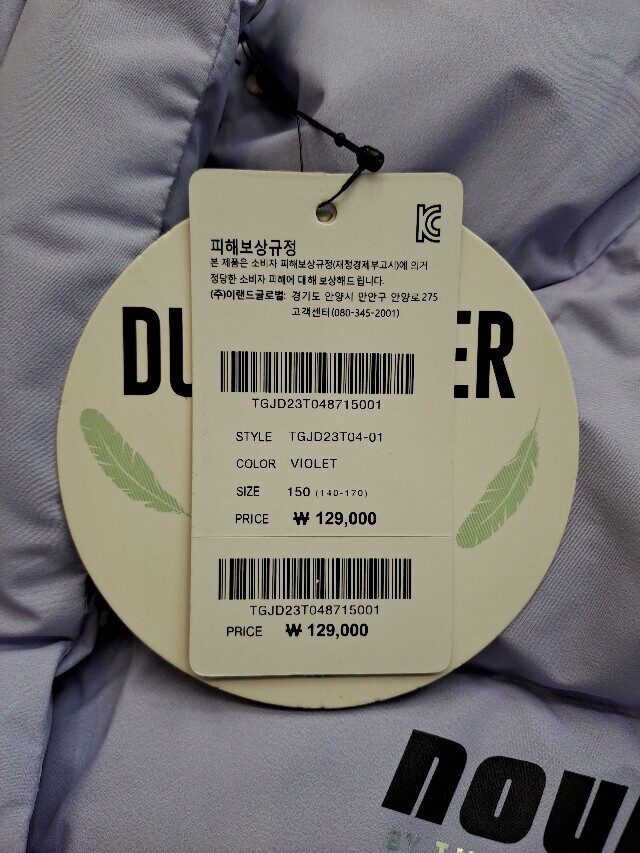 피해보상규정
본 제품은 소비자 피해보상규정(재정경제부고시)에 의거
정당한 소비자 피해에 대해 보상해드립니다.
(주)이랜드글로벌: 경기도 안양시 만안구 안양로 275
고객센터(080-345-2001)
TGJD23T048715001
STYLE TGJD23T04-01
COLOR VIOLET
SIZE 150 (140-170)
PRICE ₩ 129,000
TGJD23T048715001
PRICE ₩ 129,000
BY